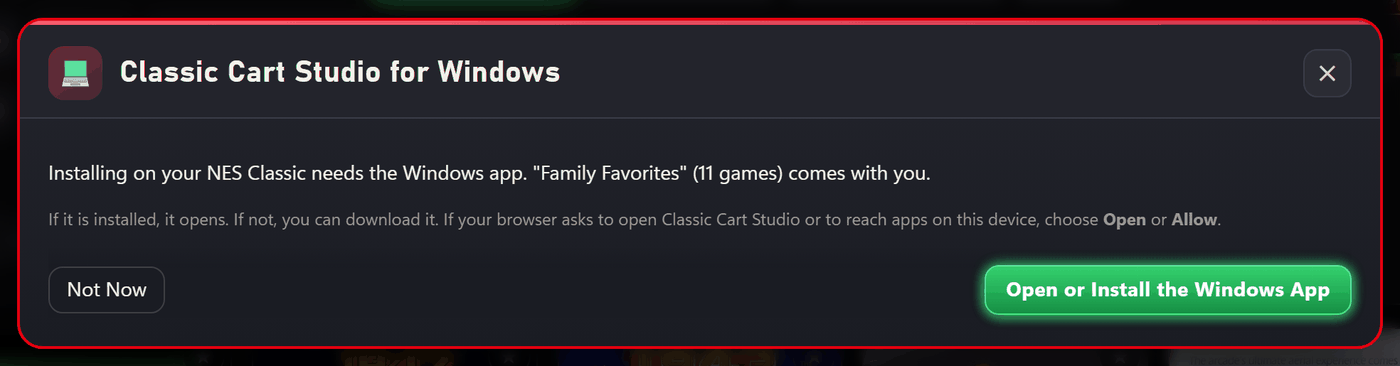 Classic Cart Studio for Windows
Installing on your NES Classic needs the Windows app. "Family Favorites" (11 games) comes with you.
If it is installed, it opens. If not, you can download it. If your browser asks to open Classic Cart Studio or to reach apps on this device, choose Open or Allow.
Not Now
Open or Install the Windows App